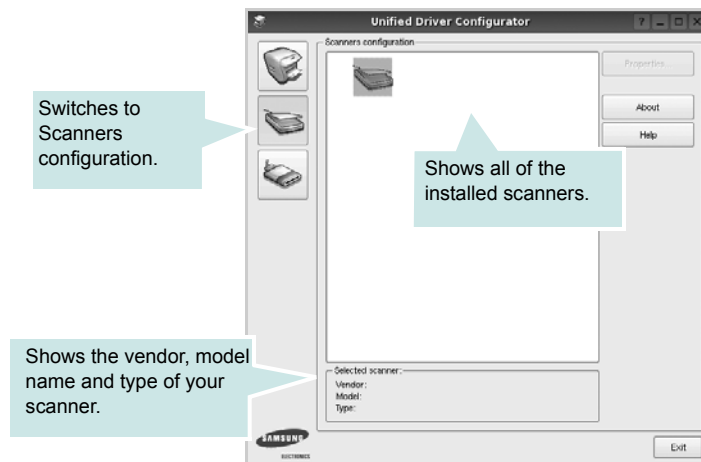 Unified Driver Configurator
Scanners configuration
Properties...
About
Help
Switches to
Scanners
configuration.
Shows all of the
installed scanners.
Shows the vendor, model
name and type of your
scanner.
Selected scanner:
Vendor:
Model:
Type:
SAMSUNG
ELECTRONICS
Exit